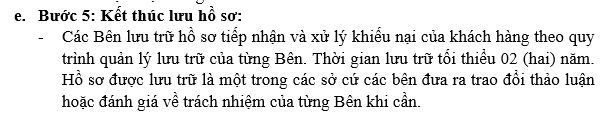 e. Bước 5: Kết thúc lưu hồ sơ:
- Các Bên lưu trữ hồ sơ tiếp nhận và xử lý khiếu nại của khách hàng theo quy
trình quản lý lưu trữ của từng Bên. Thời gian lưu trữ tối thiểu 02 (hai) năm.
Hồ sơ được lưu trữ là một trong các sở cứ các bên đưa ra trao đổi thảo luận
hoặc đánh giá về trách nhiệm của từng Bên khi cần.